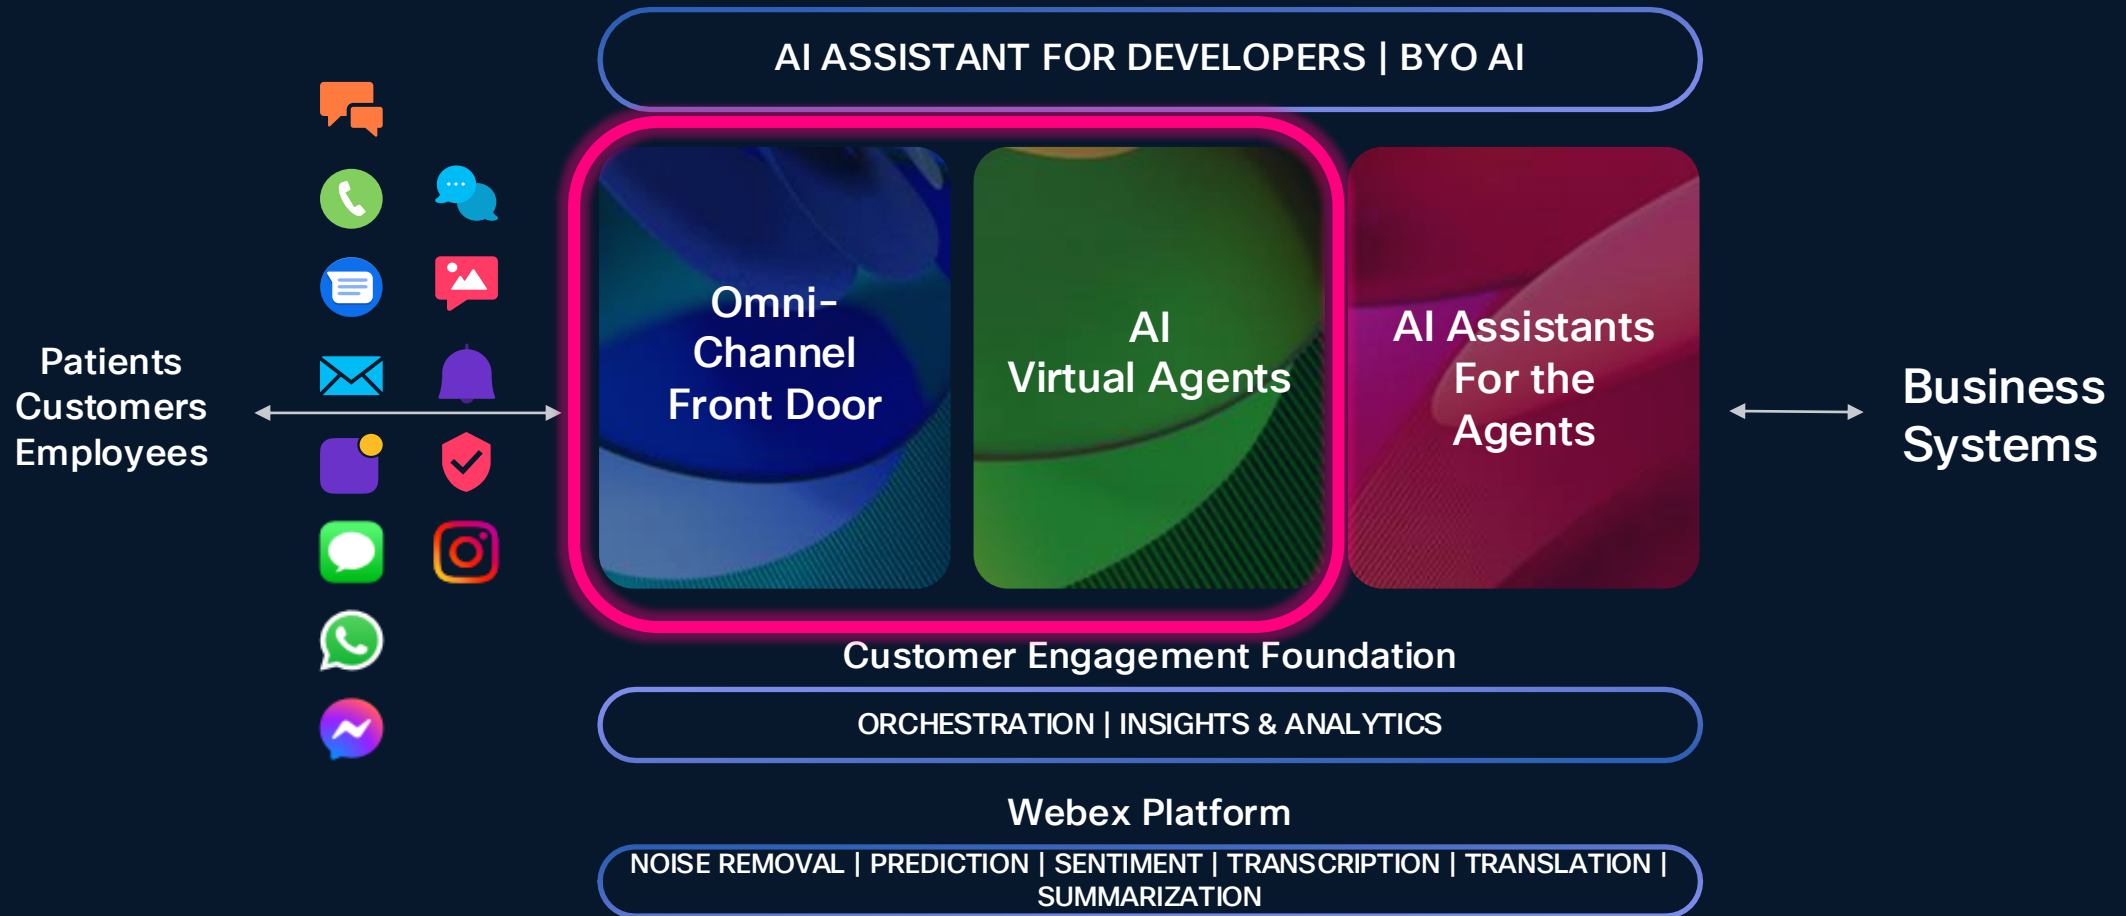 AI ASSISTANT FOR DEVELOPERS | BYO AI
Patients
Customers
Employees
Omni-
Channel
Front Door
AI
Virtual Agents
AI Assistants
For the
Agents
Business
Systems
Customer Engagement Foundation
ORCHESTRATION | INSIGHTS & ANALYTICS
Webex Platform
NOISE REMOVAL | PREDICTION | SENTIMENT | TRANSCRIPTION | TRANSLATION |
SUMMARIZATION